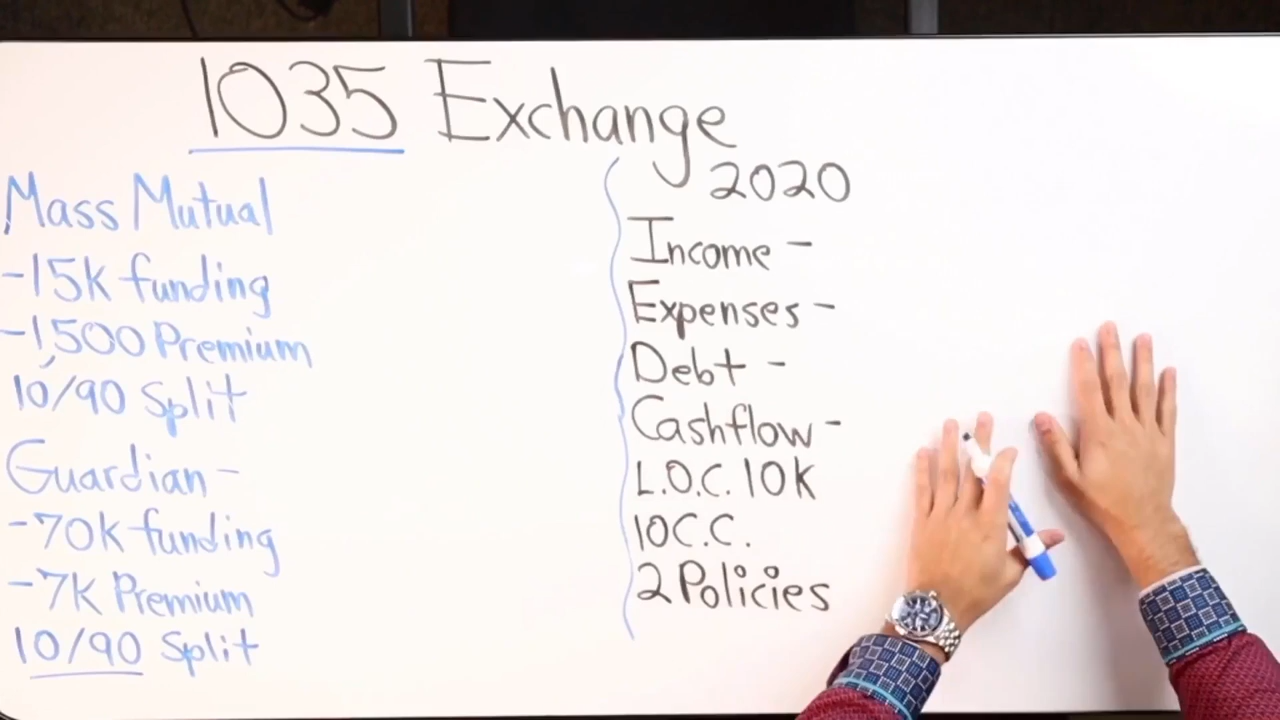 1035 Exchange
Mass Mutual
-15k funding
-1,500 Premium
10/90 Split
Guardian-
-70k funding
-7k Premium
10/90 Split
2020
Income -
Expenses -
Debt -
Cashflow -
L.O.C. 10k
10 C.C.
2 Policies